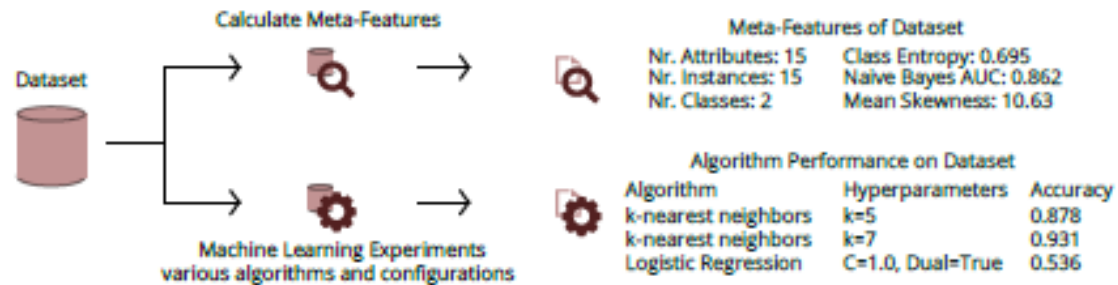 Calculate Meta-Features
Dataset
Meta-Features of Dataset
Nr. Attributes: 15 Class Entropy: 0.695
Nr. Instances: 15 Naive Bayes AUC: 0.862
Nr. Classes: 2 Mean Skewness: 10.63
Machine Learning Experiments
various algorithms and configurations
Algorithm Performance on Dataset
Algorithm Hyperparameters Accuracy
k-nearest neighbors k=5 0.878
k-nearest neighbors k=7 0.931
Logistic Regression C=1.0, Dual=True 0.536